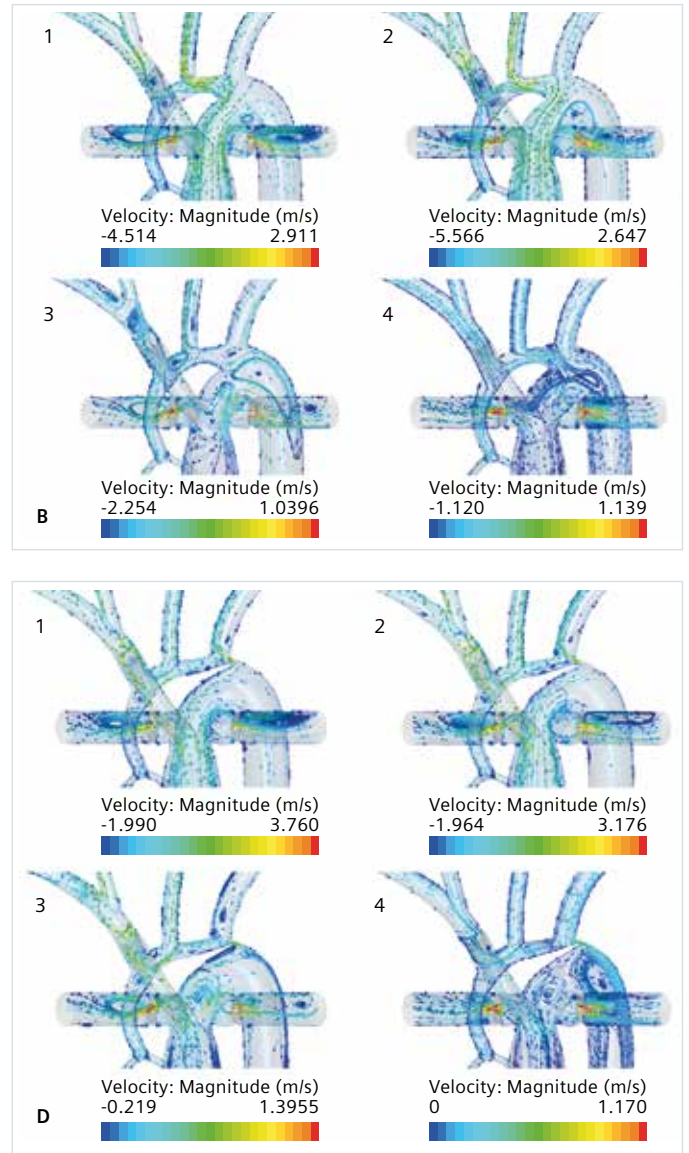 1
2
Velocity: Magnitude (m/s)
-4.514 2.911
Velocity: Magnitude (m/s)
-5.566 2.647
3
4
Velocity: Magnitude (m/s)
-2.254 1.0396
Velocity: Magnitude (m/s)
-1.120 1.139
B
1
2
Velocity: Magnitude (m/s)
-1.990 3.760
Velocity: Magnitude (m/s)
-1.964 3.176
3
4
Velocity: Magnitude (m/s)
-0.219 1.3955
Velocity: Magnitude (m/s)
0 1.170
D